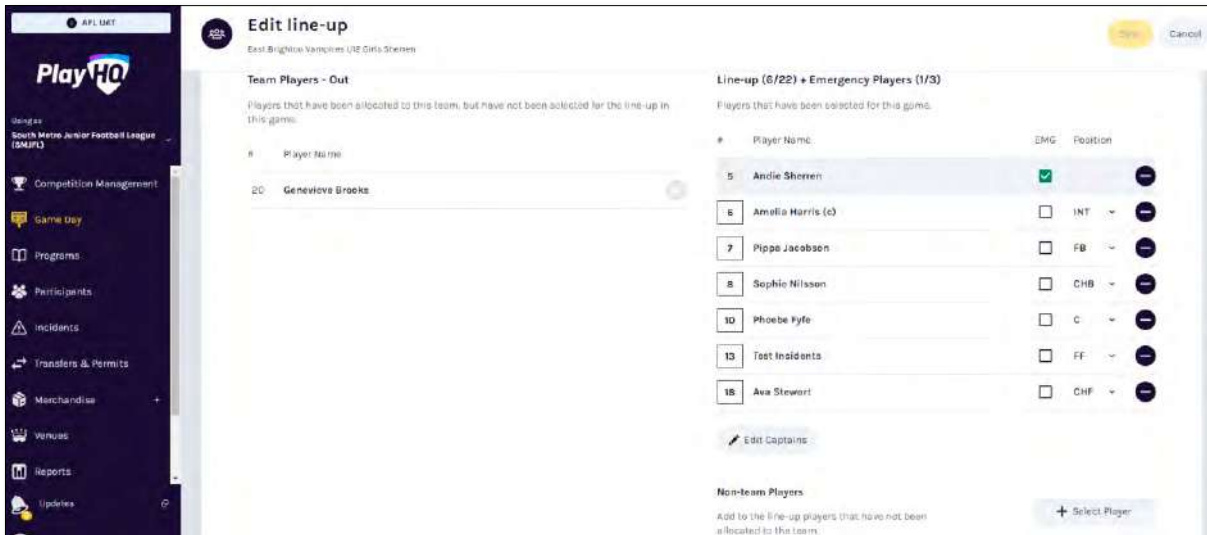 AFL UAT
PlayHQ
Using as
South Metro Junior Football League
(SMJFL)
Competition Management
Game Day
Programs
Participants
Incidents
Transfers & Permits
Merchandise +
Venues
Reports
Updates
Edit line-up
East Brighton Vampires U12 Girls Sherren
Save
Cancel
Team Players - Out
Players that have been allocated to this team, but have not been selected for the line-up in
this game.
# Player Name
20 Genevieve Brooks
Line-up (6/22) + Emergency Players (1/3)
Players that have been selected for this game.
# Player Name EMG Position
5 Andie Sherren
6 Amelia Harris (c) INT
7 Pippa Jacobson FB
8 Sophie Nilsson CHB
10 Phoebe Fyfe C
13 Test Insidents FF
18 Ava Stewart CHF
Edit Captains
Non-team Players
Add to the line-up players that have not been
allocated to the team.
+ Select Player